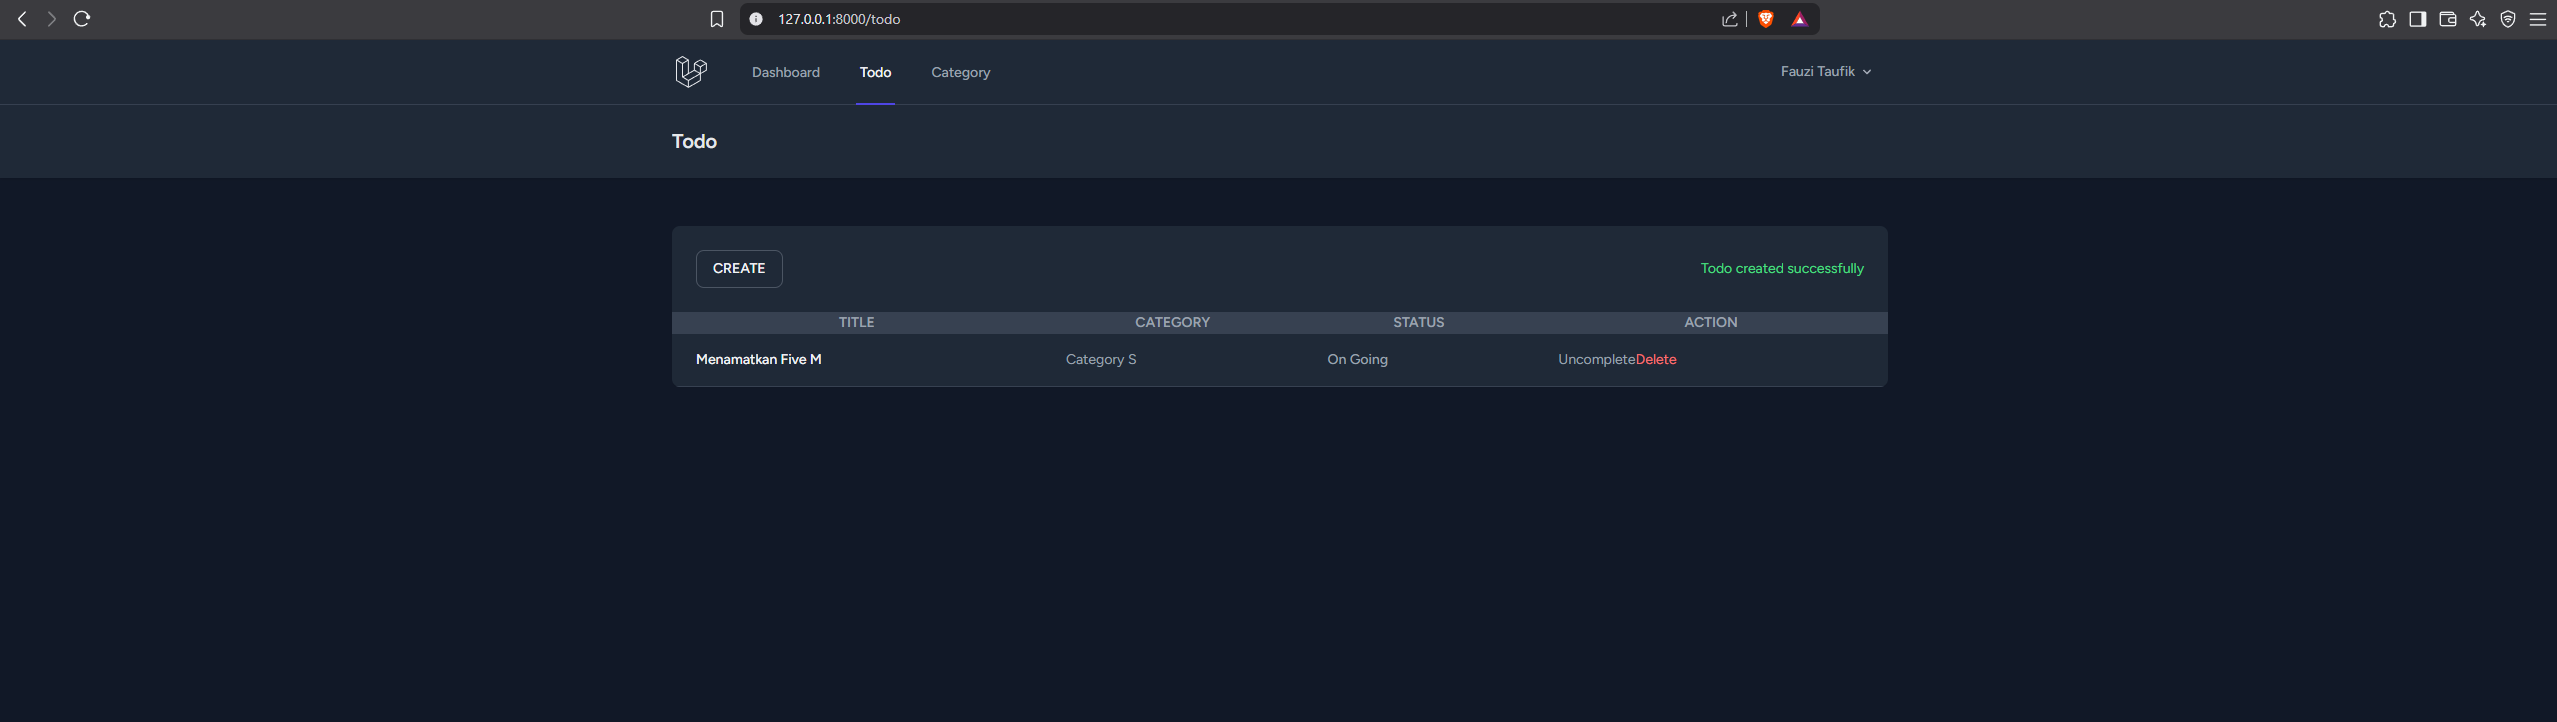 127.0.0.1:8000/todo
Dashboard Todo Category Fauzi Taufik
Todo
CREATE Todo created successfully
TITLE CATEGORY STATUS ACTION
Menamatkan Five M Category S On Going UncompleteDelete